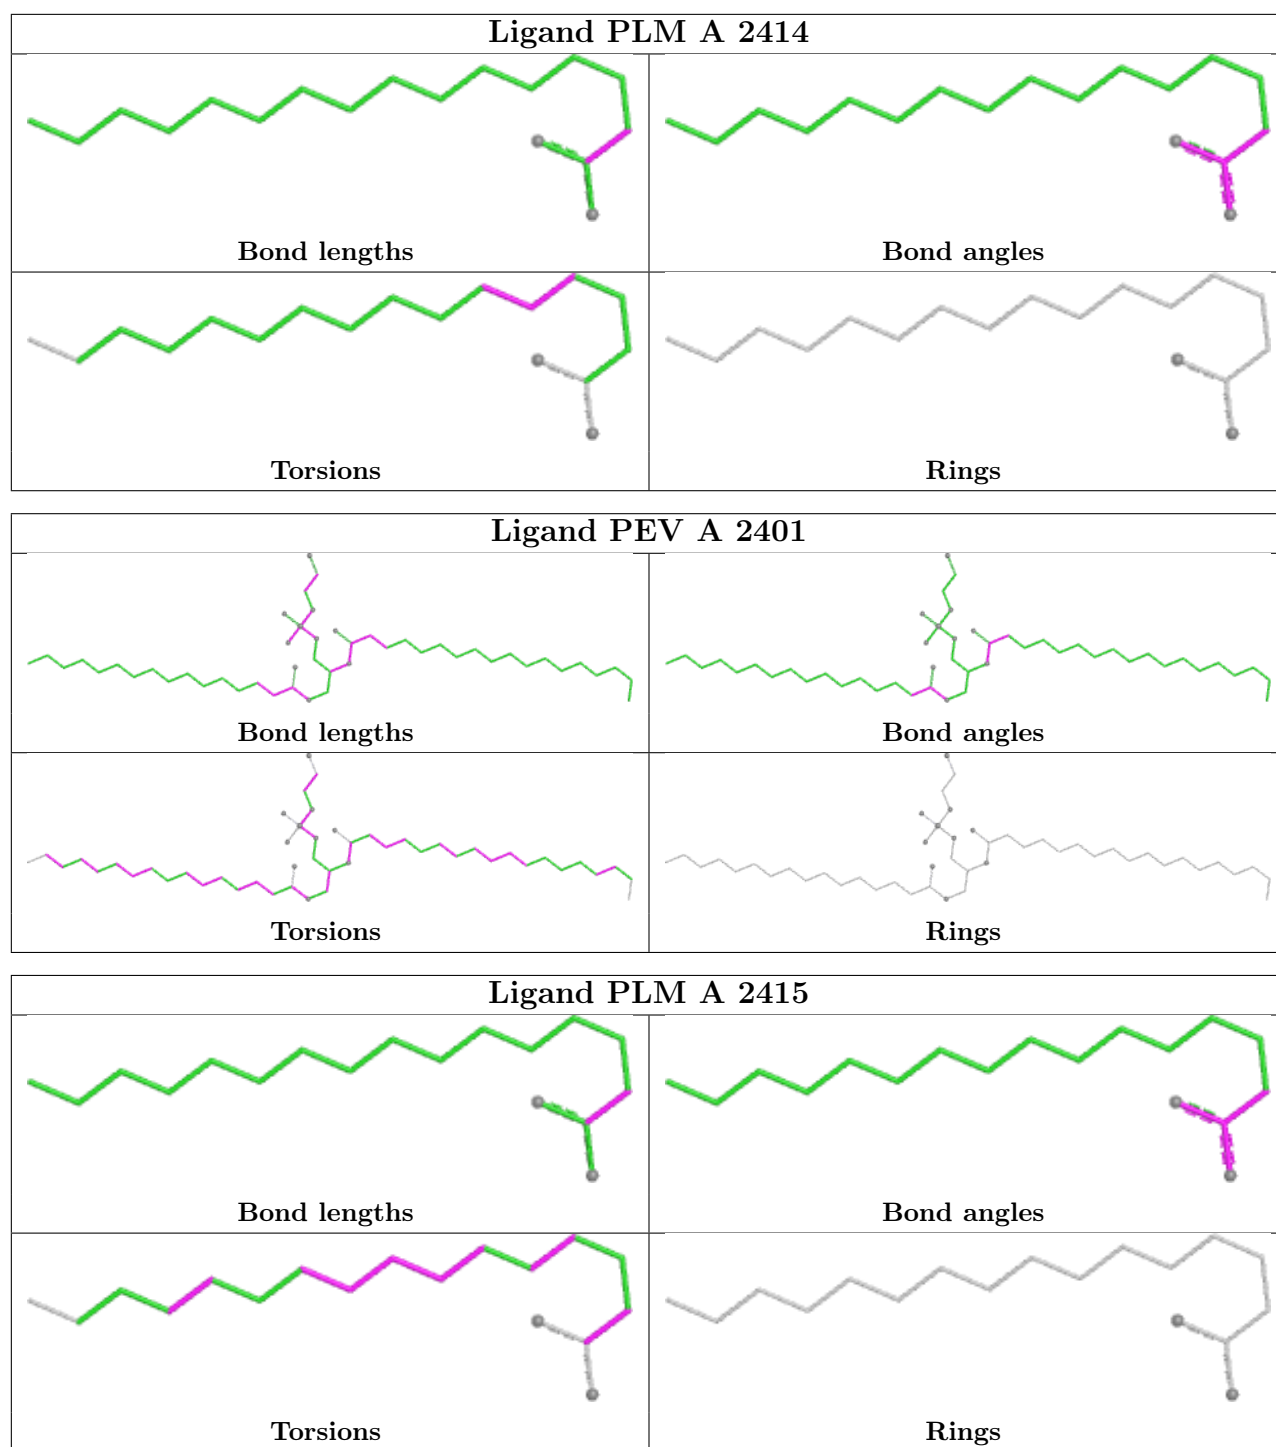 Ligand PLM A 2414
Bond lengths
Bond angles
Torsions
Rings
Ligand PEV A 2401
Bond lengths
Bond angles
Torsions
Rings
Ligand PLM A 2415
Bond lengths
Bond angles
Torsions
Rings